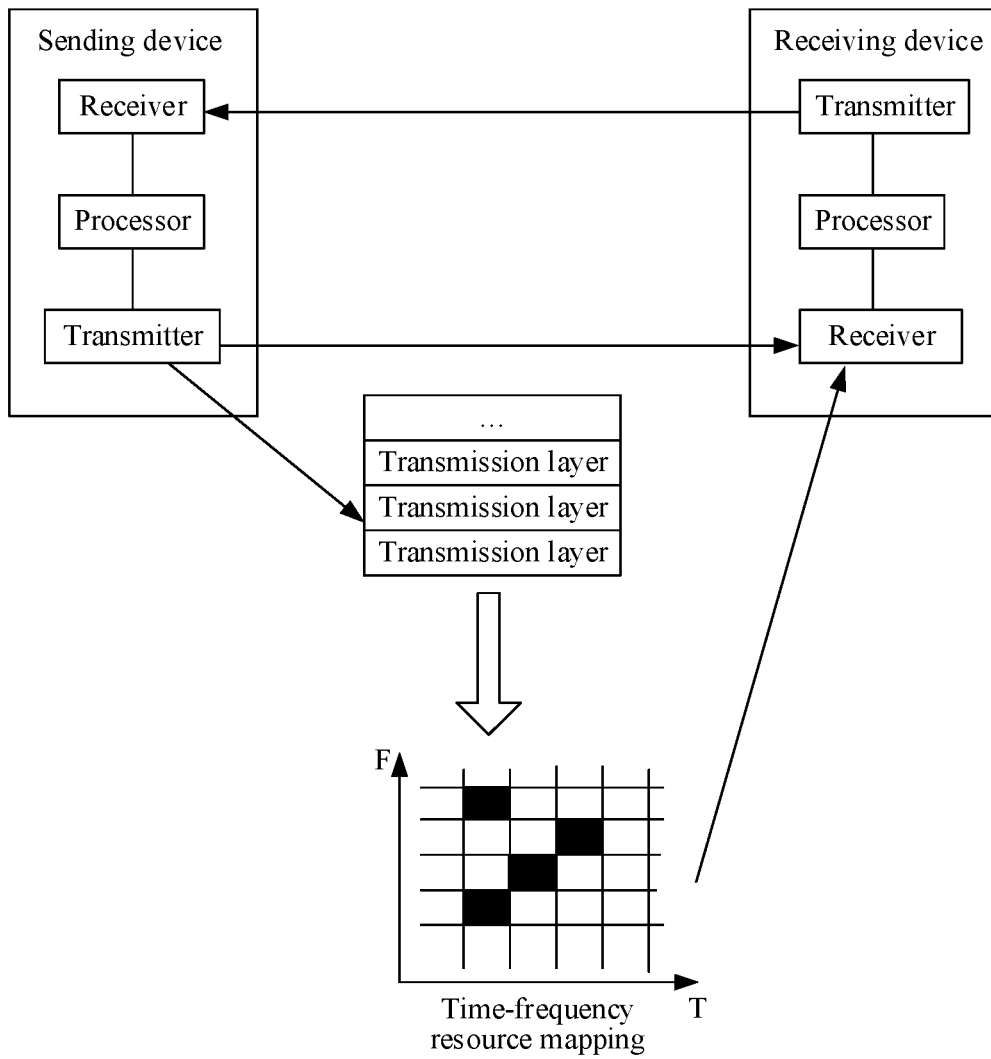 Sending device
Receiver
Processor
Transmitter
Receiving device
Transmitter
Processor
Receiver
...
Transmission layer
Transmission layer
Transmission layer
F
T
Time-frequency
resource mapping